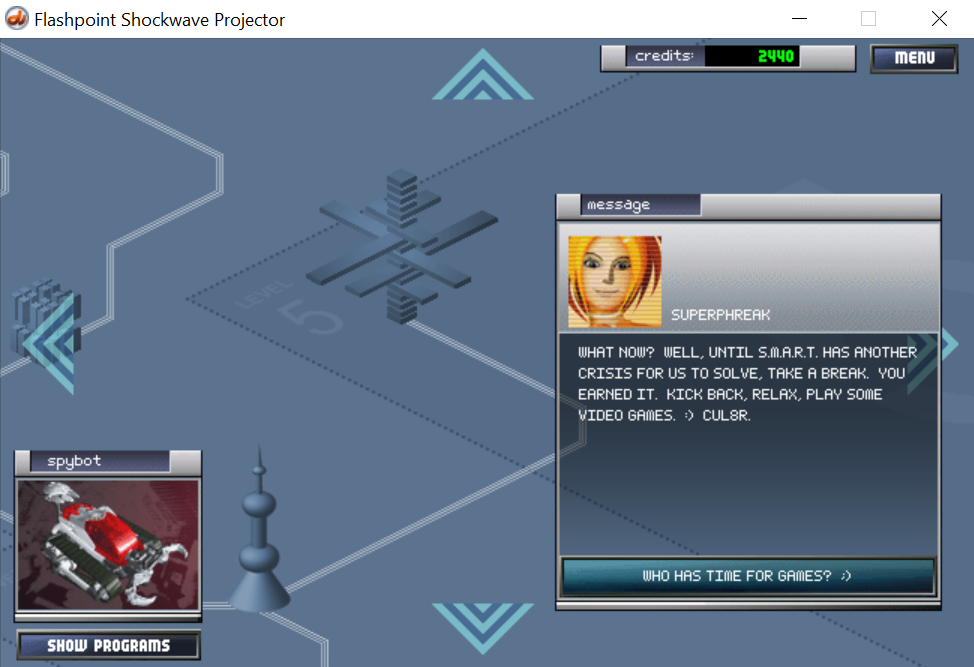 Flashpoint Shockwave Projector
credits: 2440
MENU
message
SUPERPHREAK
WHAT NOW? WELL, UNTIL S.M.A.R.T. HAS ANOTHER
CRISIS FOR US TO SOLVE, TAKE A BREAK. YOU
EARNED IT. KICK BACK, RELAX, PLAY SOME
VIDEO GAMES. :) CUL8R.
LEVEL
5
spybot
WHO HAS TIME FOR GAMES? ;)
SHOW PROGRAMS